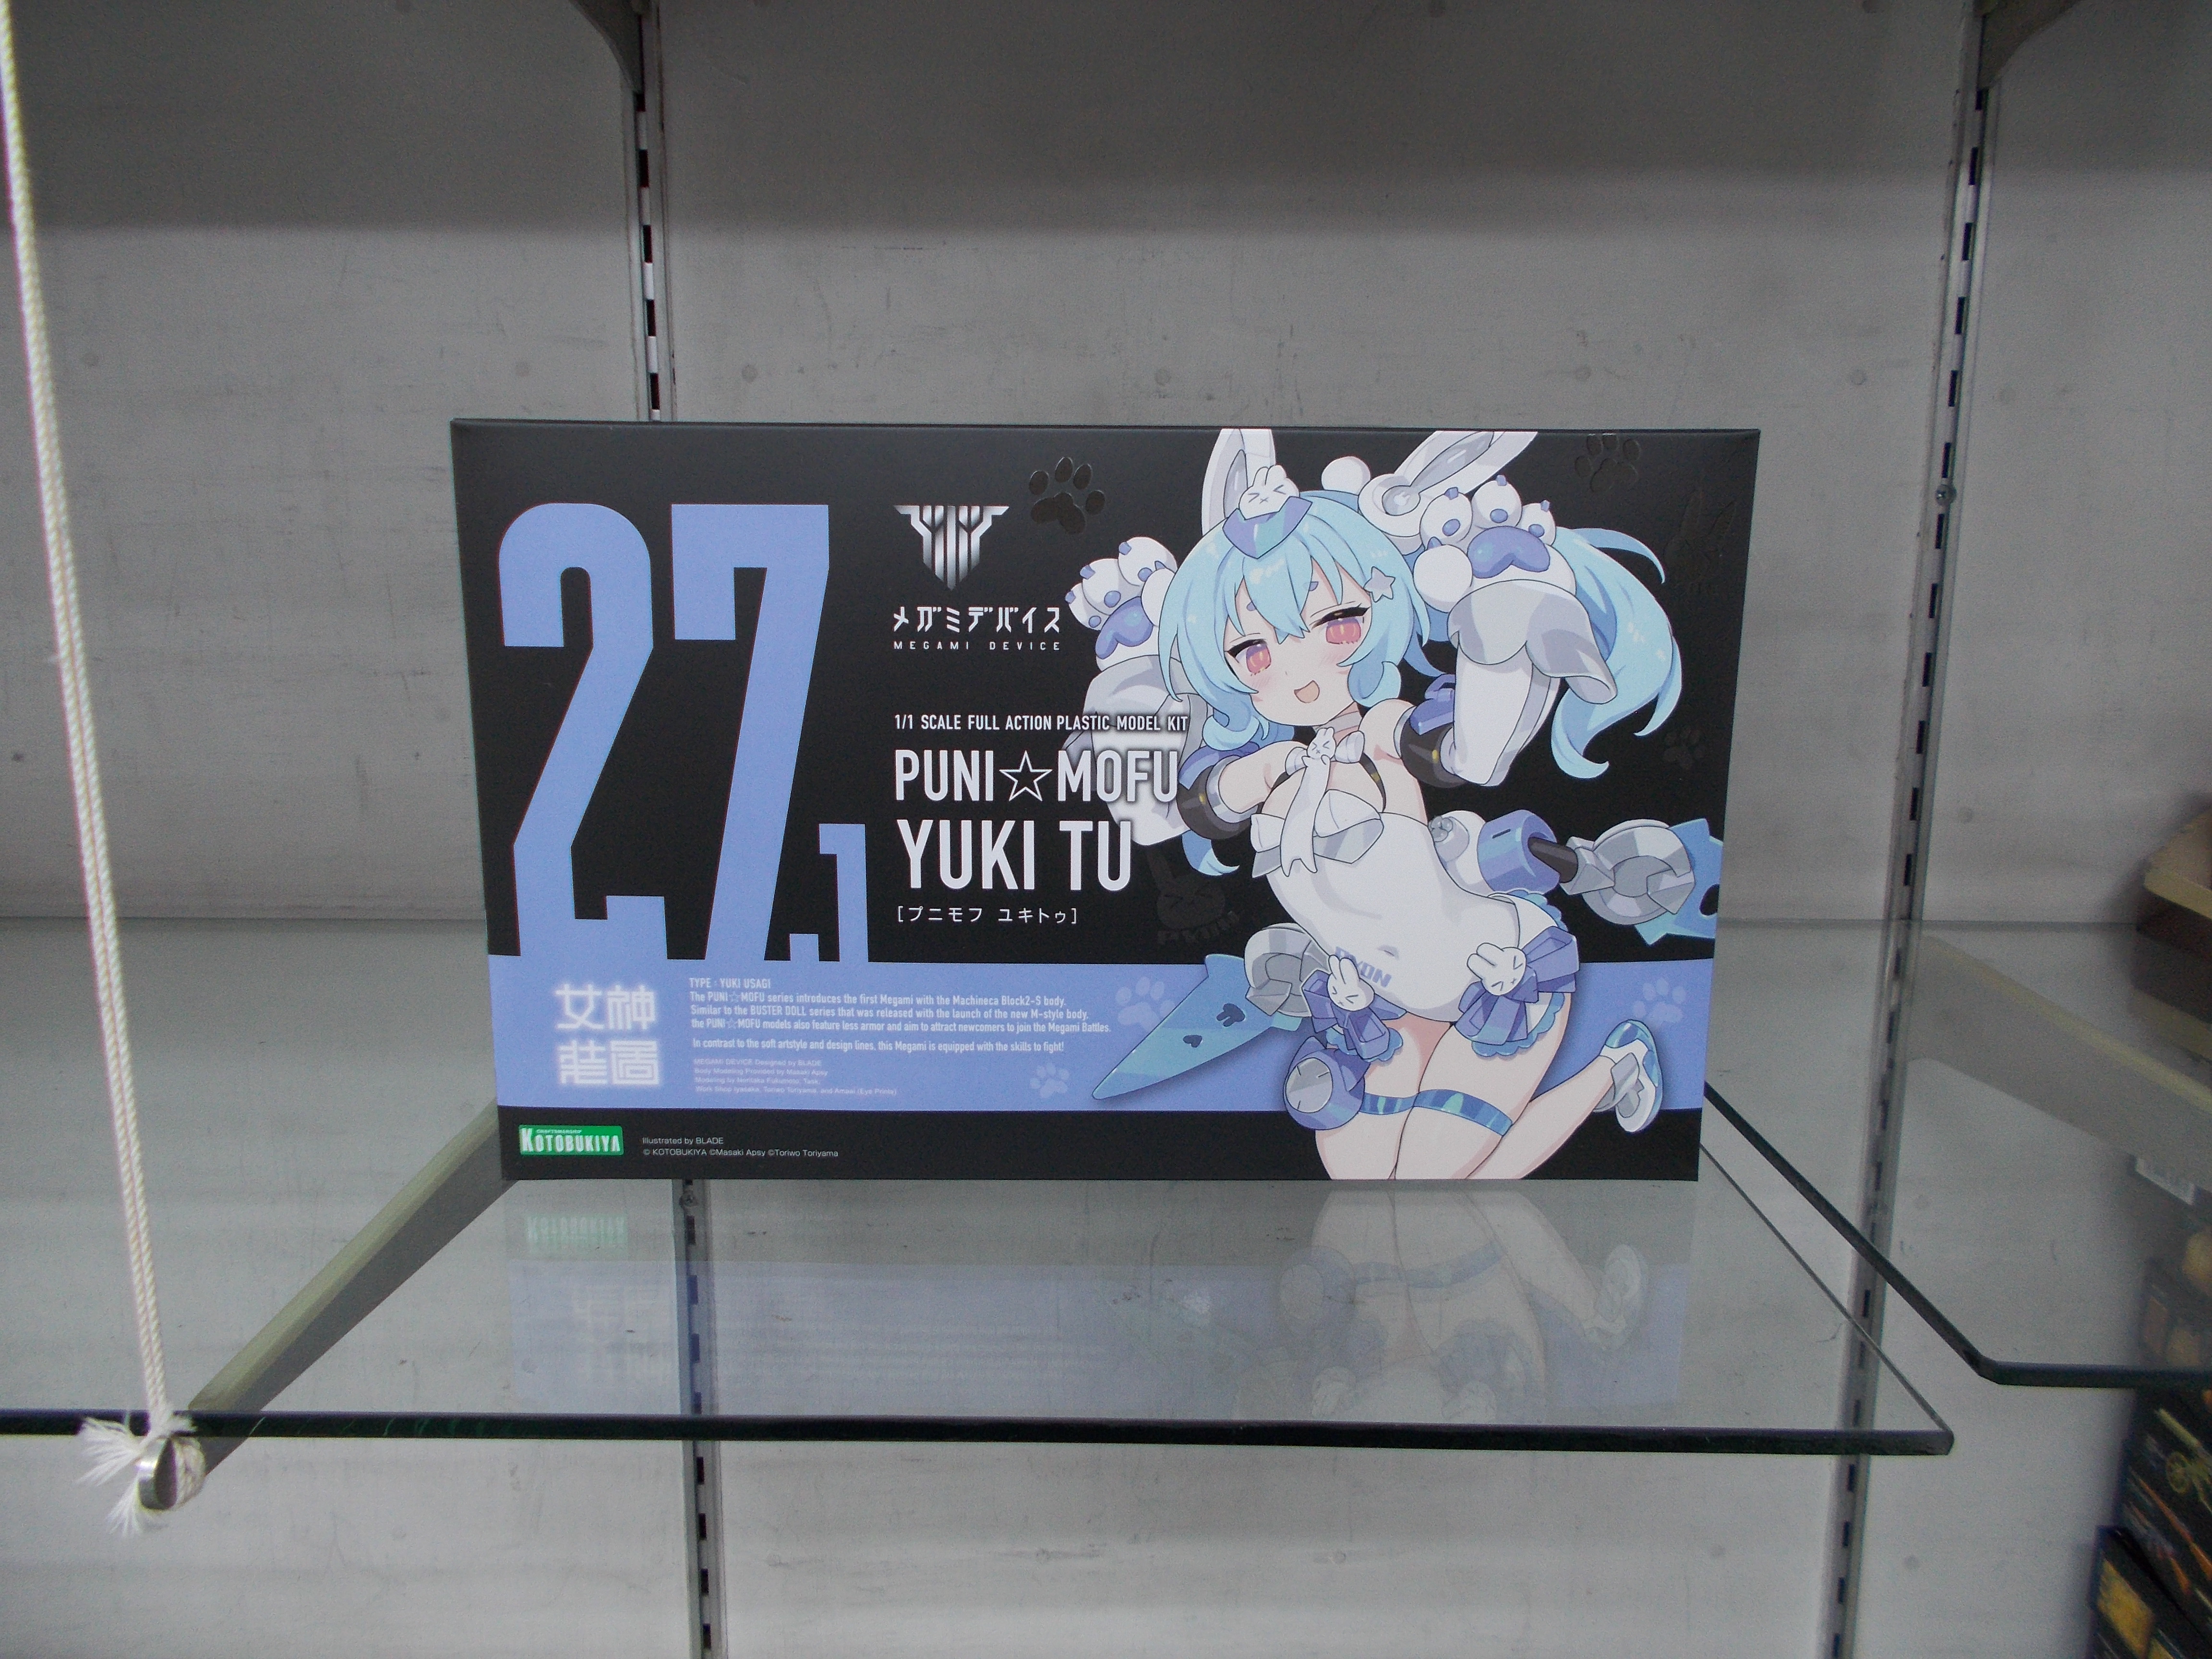 27.1
メガミデバイス
MEGAMI DEVICE
1/1 SCALE FULL ACTION PLASTIC MODEL KIT
PUNI☆MOFU
YUKI TU
[プニモフ ユキトゥ]
女神
装置
TYPE : YUKI USAGI
The PUNI☆MOFU series introduces the first Megami with the Machineca Block2-S body.
Similar to the BUSTER DOLL series that was released with the launch of the new M-style body,
the PUNI☆MOFU models also feature less armor and aim to attract newcomers to join the Megami Battles.
In contrast to the soft artstyle and design lines, this Megami is equipped with the skills to fight!
MEGAMI DEVICE Designed by BLADE
Body Modeling Provided by Masaki Apsy
KOTOBUKIYA
Illustrated by BLADE
© KOTOBUKIYA ©Masaki Apsy ©Toriwo Toriyama